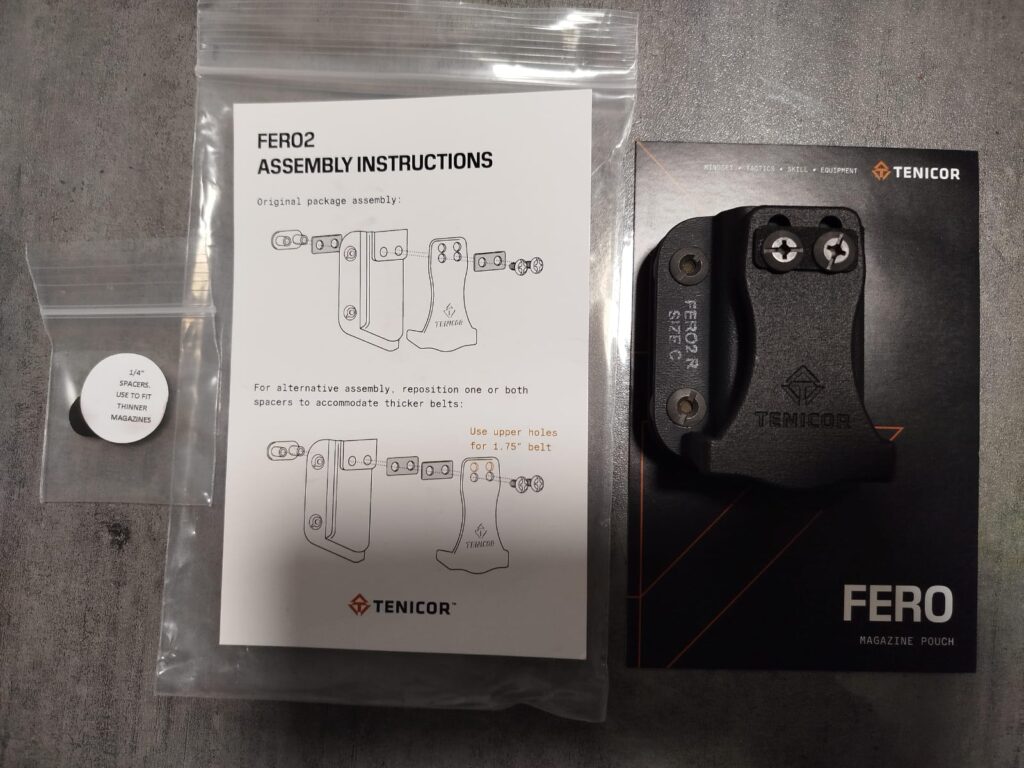 1/4"
SPACERS.
USE TO FIT
THINNER
MAGAZINES
FERO2
ASSEMBLY INSTRUCTIONS
Original package assembly:
TENICOR
For alternative assembly, reposition one or both
spacers to accommodate thicker belts:
Use upper holes
for 1.75" belt
TENICOR
TENICOR™
MINDSET • TACTICS • SKILL • EQUIPMENT
TENICOR
FERO2 R
SIZE C
TENICOR
FERO
MAGAZINE POUCH